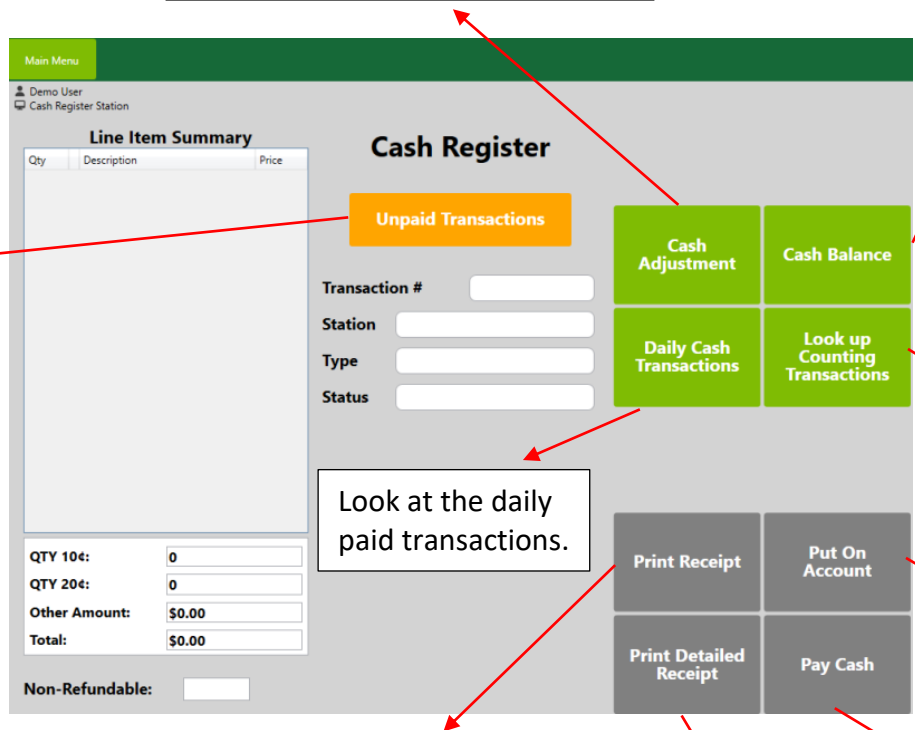 Main Menu
Demo User
Cash Register Station
Line Item Summary
Qty Description Price
Cash Register
Unpaid Transactions
Transaction #
Station
Type
Status
Cash
Adjustment
Cash Balance
Daily Cash
Transactions
Look up
Counting
Transactions
Look at the daily
paid transactions.
QTY 10¢: 0
QTY 20¢: 0
Other Amount: $0.00
Total: $0.00
Non-Refundable:
Print Receipt
Put On
Account
Print Detailed
Receipt
Pay Cash